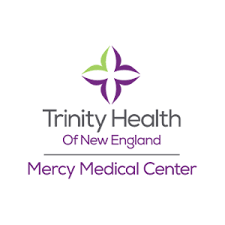 Trinity Health
Of New England
Mercy Medical Center